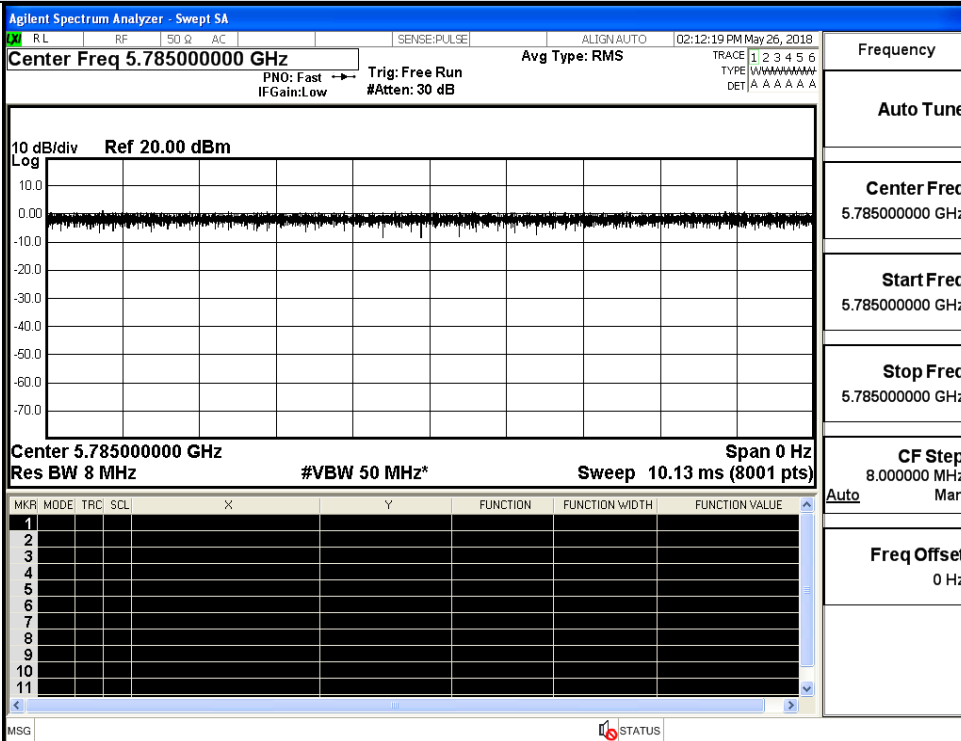 Agilent Spectrum Analyzer - Swept SA
LXI RL RF 50 Ω AC SENSE:PULSE ALIGN AUTO 02:12:19 PM May 26, 2018
Center Freq 5.785000000 GHz Avg Type: RMS TRACE 1 2 3 4 5 6
PNO: Fast Trig: Free Run TYPE WWWWWW
IFGain:Low #Atten: 30 dB DET A A A A A A
10 dB/div Ref 20.00 dBm
Log
10.0
0.00
-10.0
-20.0
-30.0
-40.0
-50.0
-60.0
-70.0
Center 5.785000000 GHz Span 0 Hz
Res BW 8 MHz #VBW 50 MHz* Sweep 10.13 ms (8001 pts)
MKR MODE TRC SCL X Y FUNCTION FUNCTION WIDTH FUNCTION VALUE
1
2
3
4
5
6
7
8
9
10
11
MSG STATUS
Frequency
Auto Tune
Center Freq
5.785000000 GHz
Start Freq
5.785000000 GHz
Stop Freq
5.785000000 GHz
CF Step
8.000000 MHz
Auto Man
Freq Offset
0 Hz